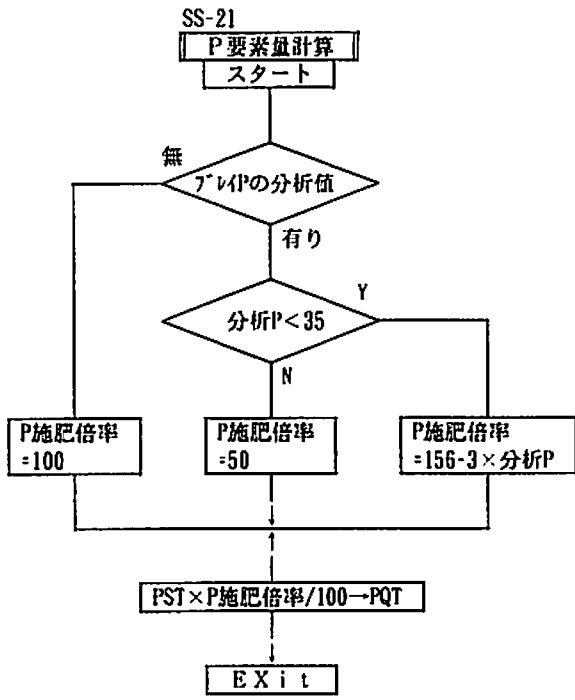 SS-21
P要素量計算
スタート
無
ブレイPの分析値
有り
Y
分析P<35
N
P施肥倍率
=100
P施肥倍率
=50
P施肥倍率
=156-3×分析P
PST×P施肥倍率/100→PQT
EXit